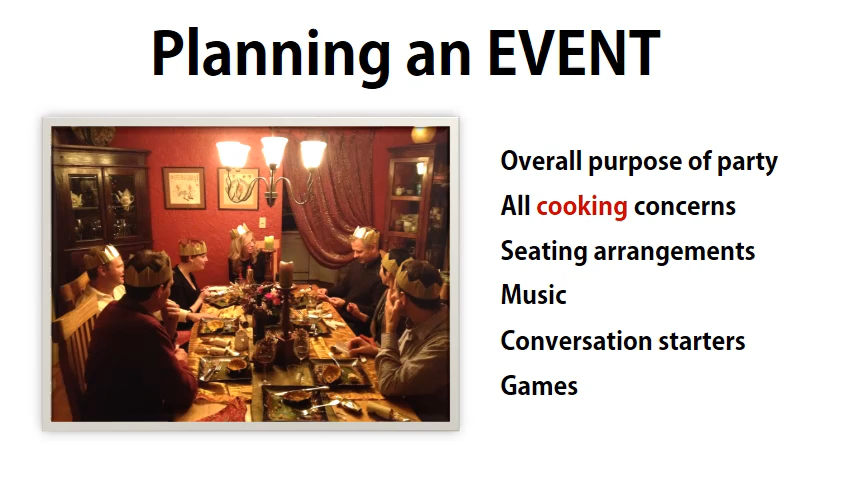 Planning an EVENT
Overall purpose of party
All cooking concerns
Seating arrangements
Music
Conversation starters
Games